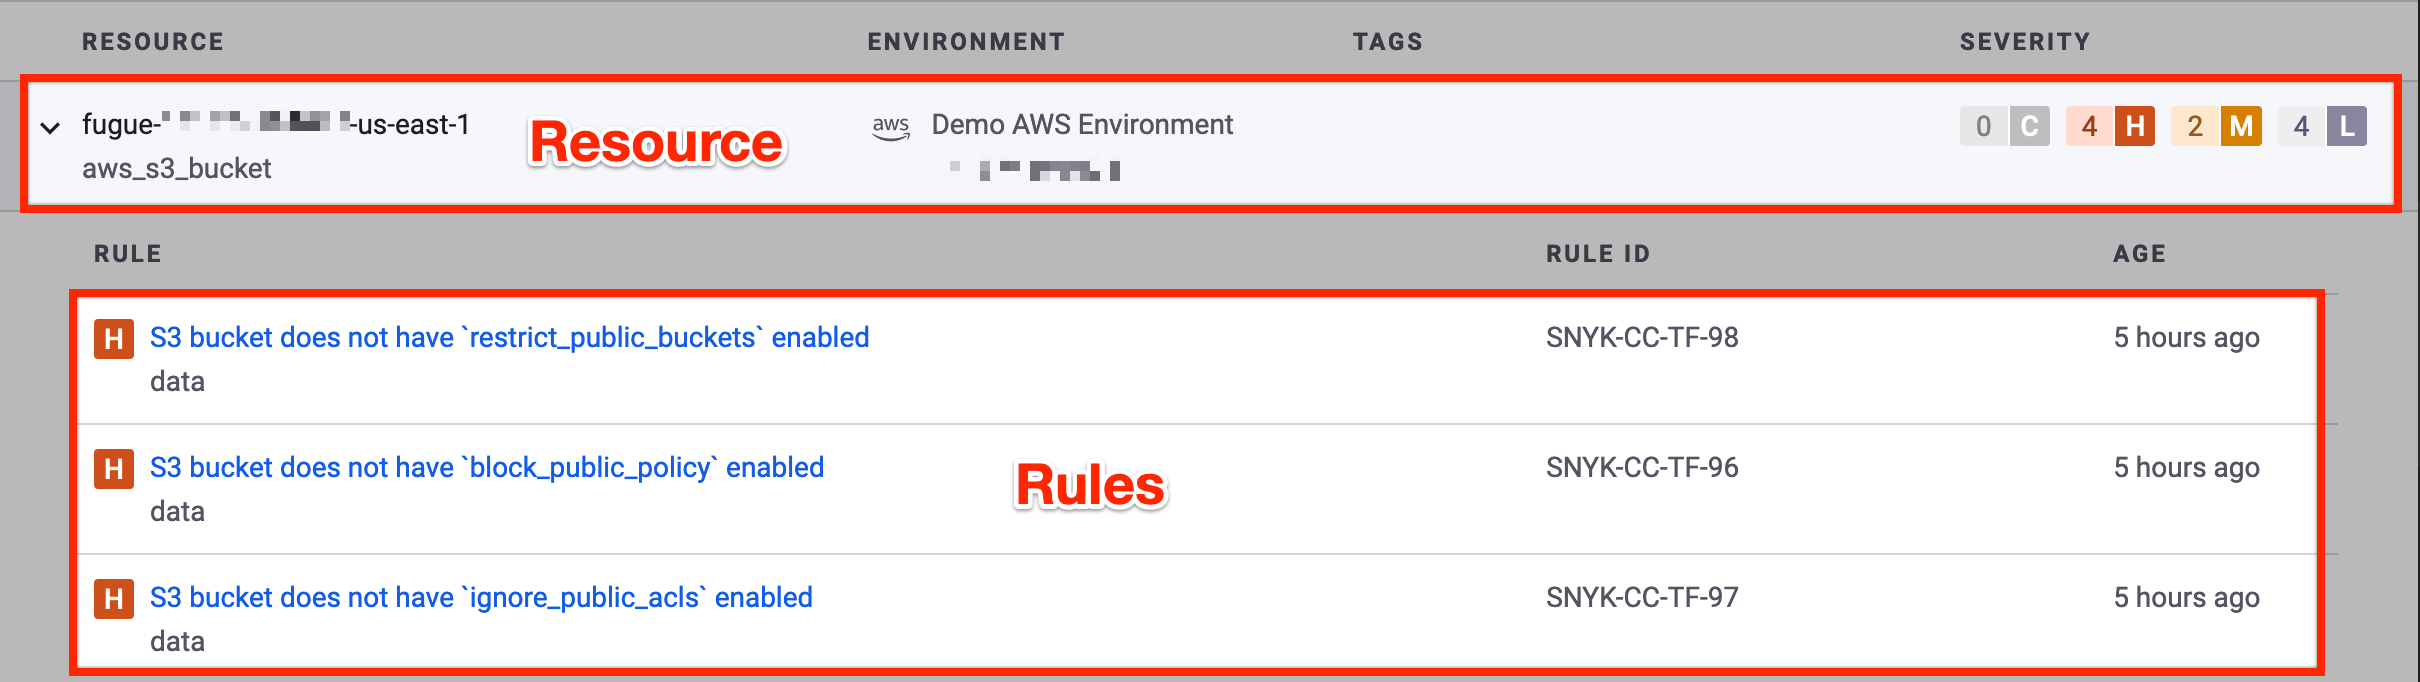 RESOURCE ENVIRONMENT TAGS SEVERITY
fugue- -us-east-1 Resource aws Demo AWS Environment 0 C 4 H 2 M 4 L
aws_s3_bucket
RULE RULE ID AGE
H S3 bucket does not have `restrict_public_buckets` enabled SNYK-CC-TF-98 5 hours ago
data
H S3 bucket does not have `block_public_policy` enabled Rules SNYK-CC-TF-96 5 hours ago
data
H S3 bucket does not have `ignore_public_acls` enabled SNYK-CC-TF-97 5 hours ago
data